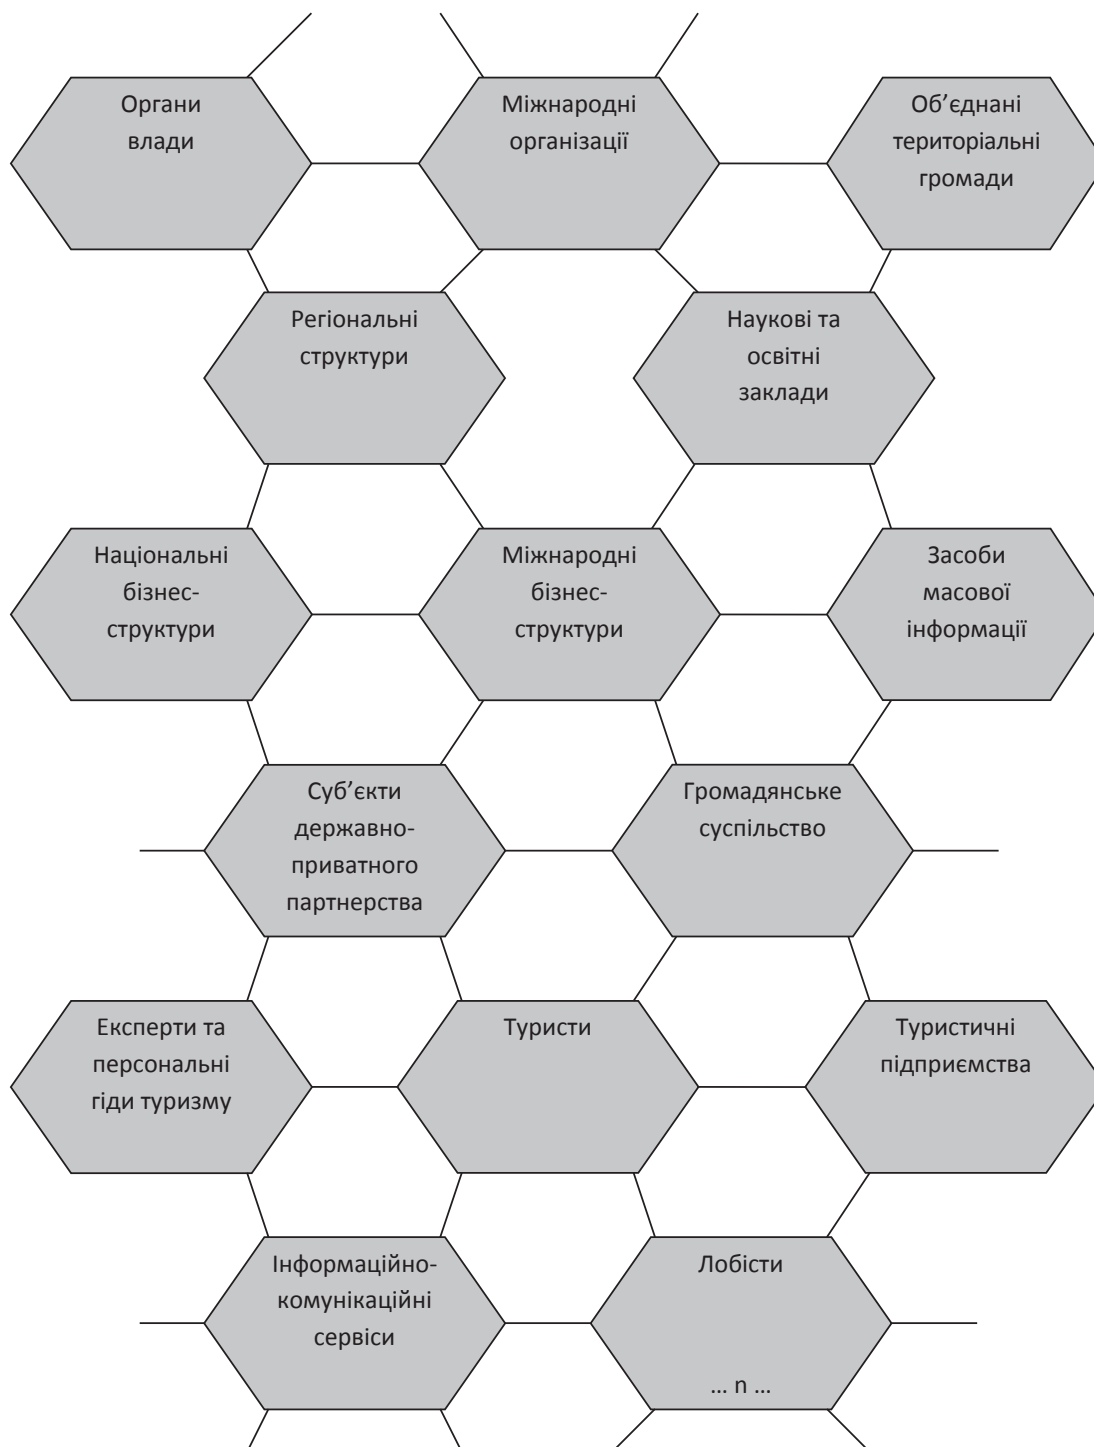 Органи
влади
Міжнародні
організації
Об’єднані
територіальні
громади
Регіональні
структури
Наукові та
освітні
заклади
Національні
бізнес-
структури
Міжнародні
бізнес-
структури
Засоби
масової
інформації
Суб’єкти
державно-
приватного
партнерства
Громадянське
суспільство
Експерти та
персональні
гіди туризму
Туристи
Туристичні
підприємства
Інформаційно-
комунікаційні
сервіси
Лобісти
... n ...